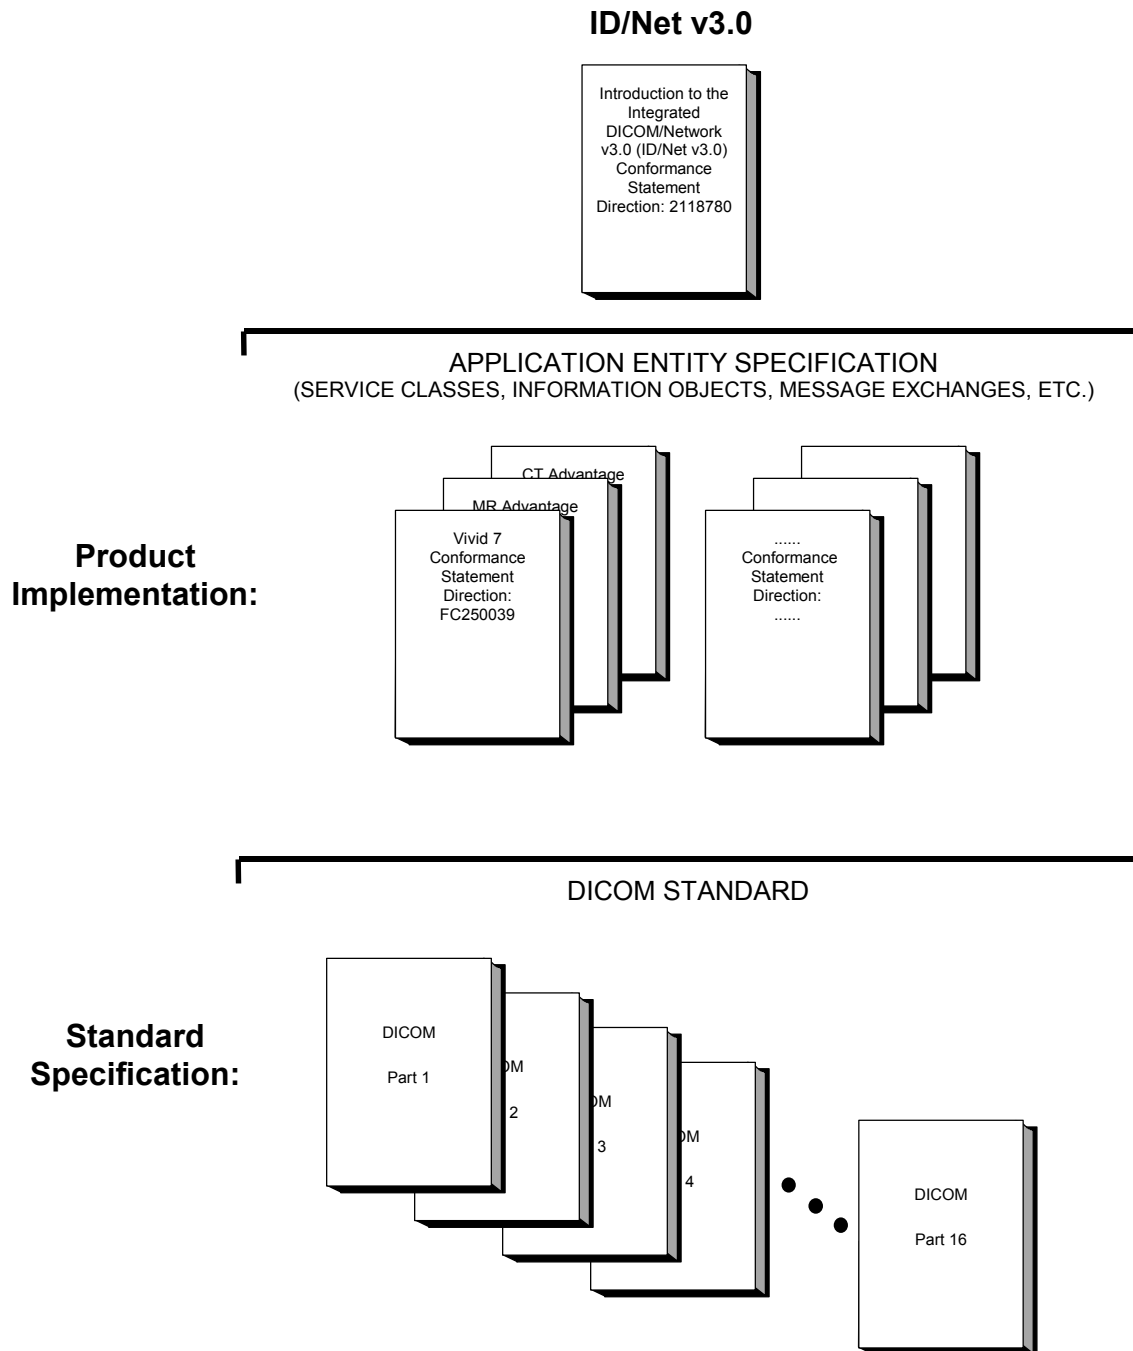 ID/Net v3.0
Introduction to the
Integrated
DICOM/Network
v3.0 (ID/Net v3.0)
Conformance
Statement
Direction: 2118780
APPLICATION ENTITY SPECIFICATION
(SERVICE CLASSES, INFORMATION OBJECTS, MESSAGE EXCHANGES, ETC.)
Product
Implementation:
CT Advantage
MR Advantage
Vivid 7
Conformance
Statement
Direction:
FC250039
......
Conformance
Statement
Direction:
......
DICOM STANDARD
Standard
Specification:
DICOM
Part 1
OM
2
OM
3
OM
4
DICOM
Part 16